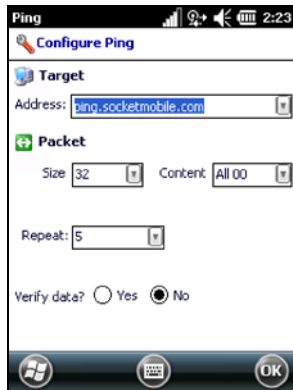 Ping 2:23
Configure Ping
Target
Address: ping.socketmobile.com
Packet
Size 32 Content All 00
Repeat: 5
Verify data? Yes No
OK